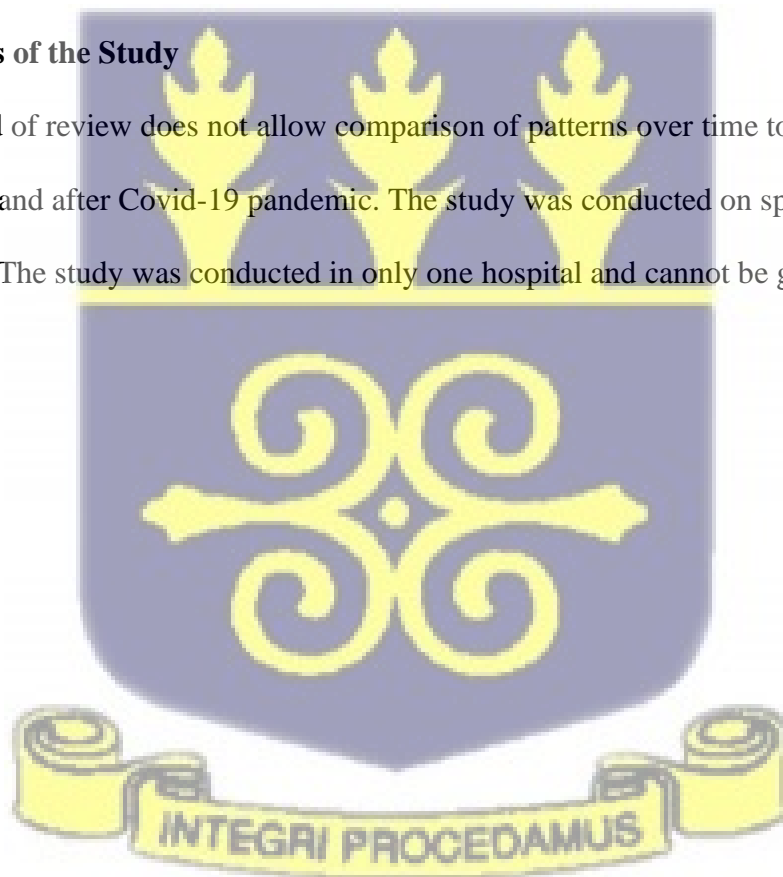 of the Study
of review does not allow comparison of patterns over time to
and after Covid-19 pandemic. The study was conducted on
The study was conducted in only one hospital and cannot be
INTEGRI PROCEDAMUS